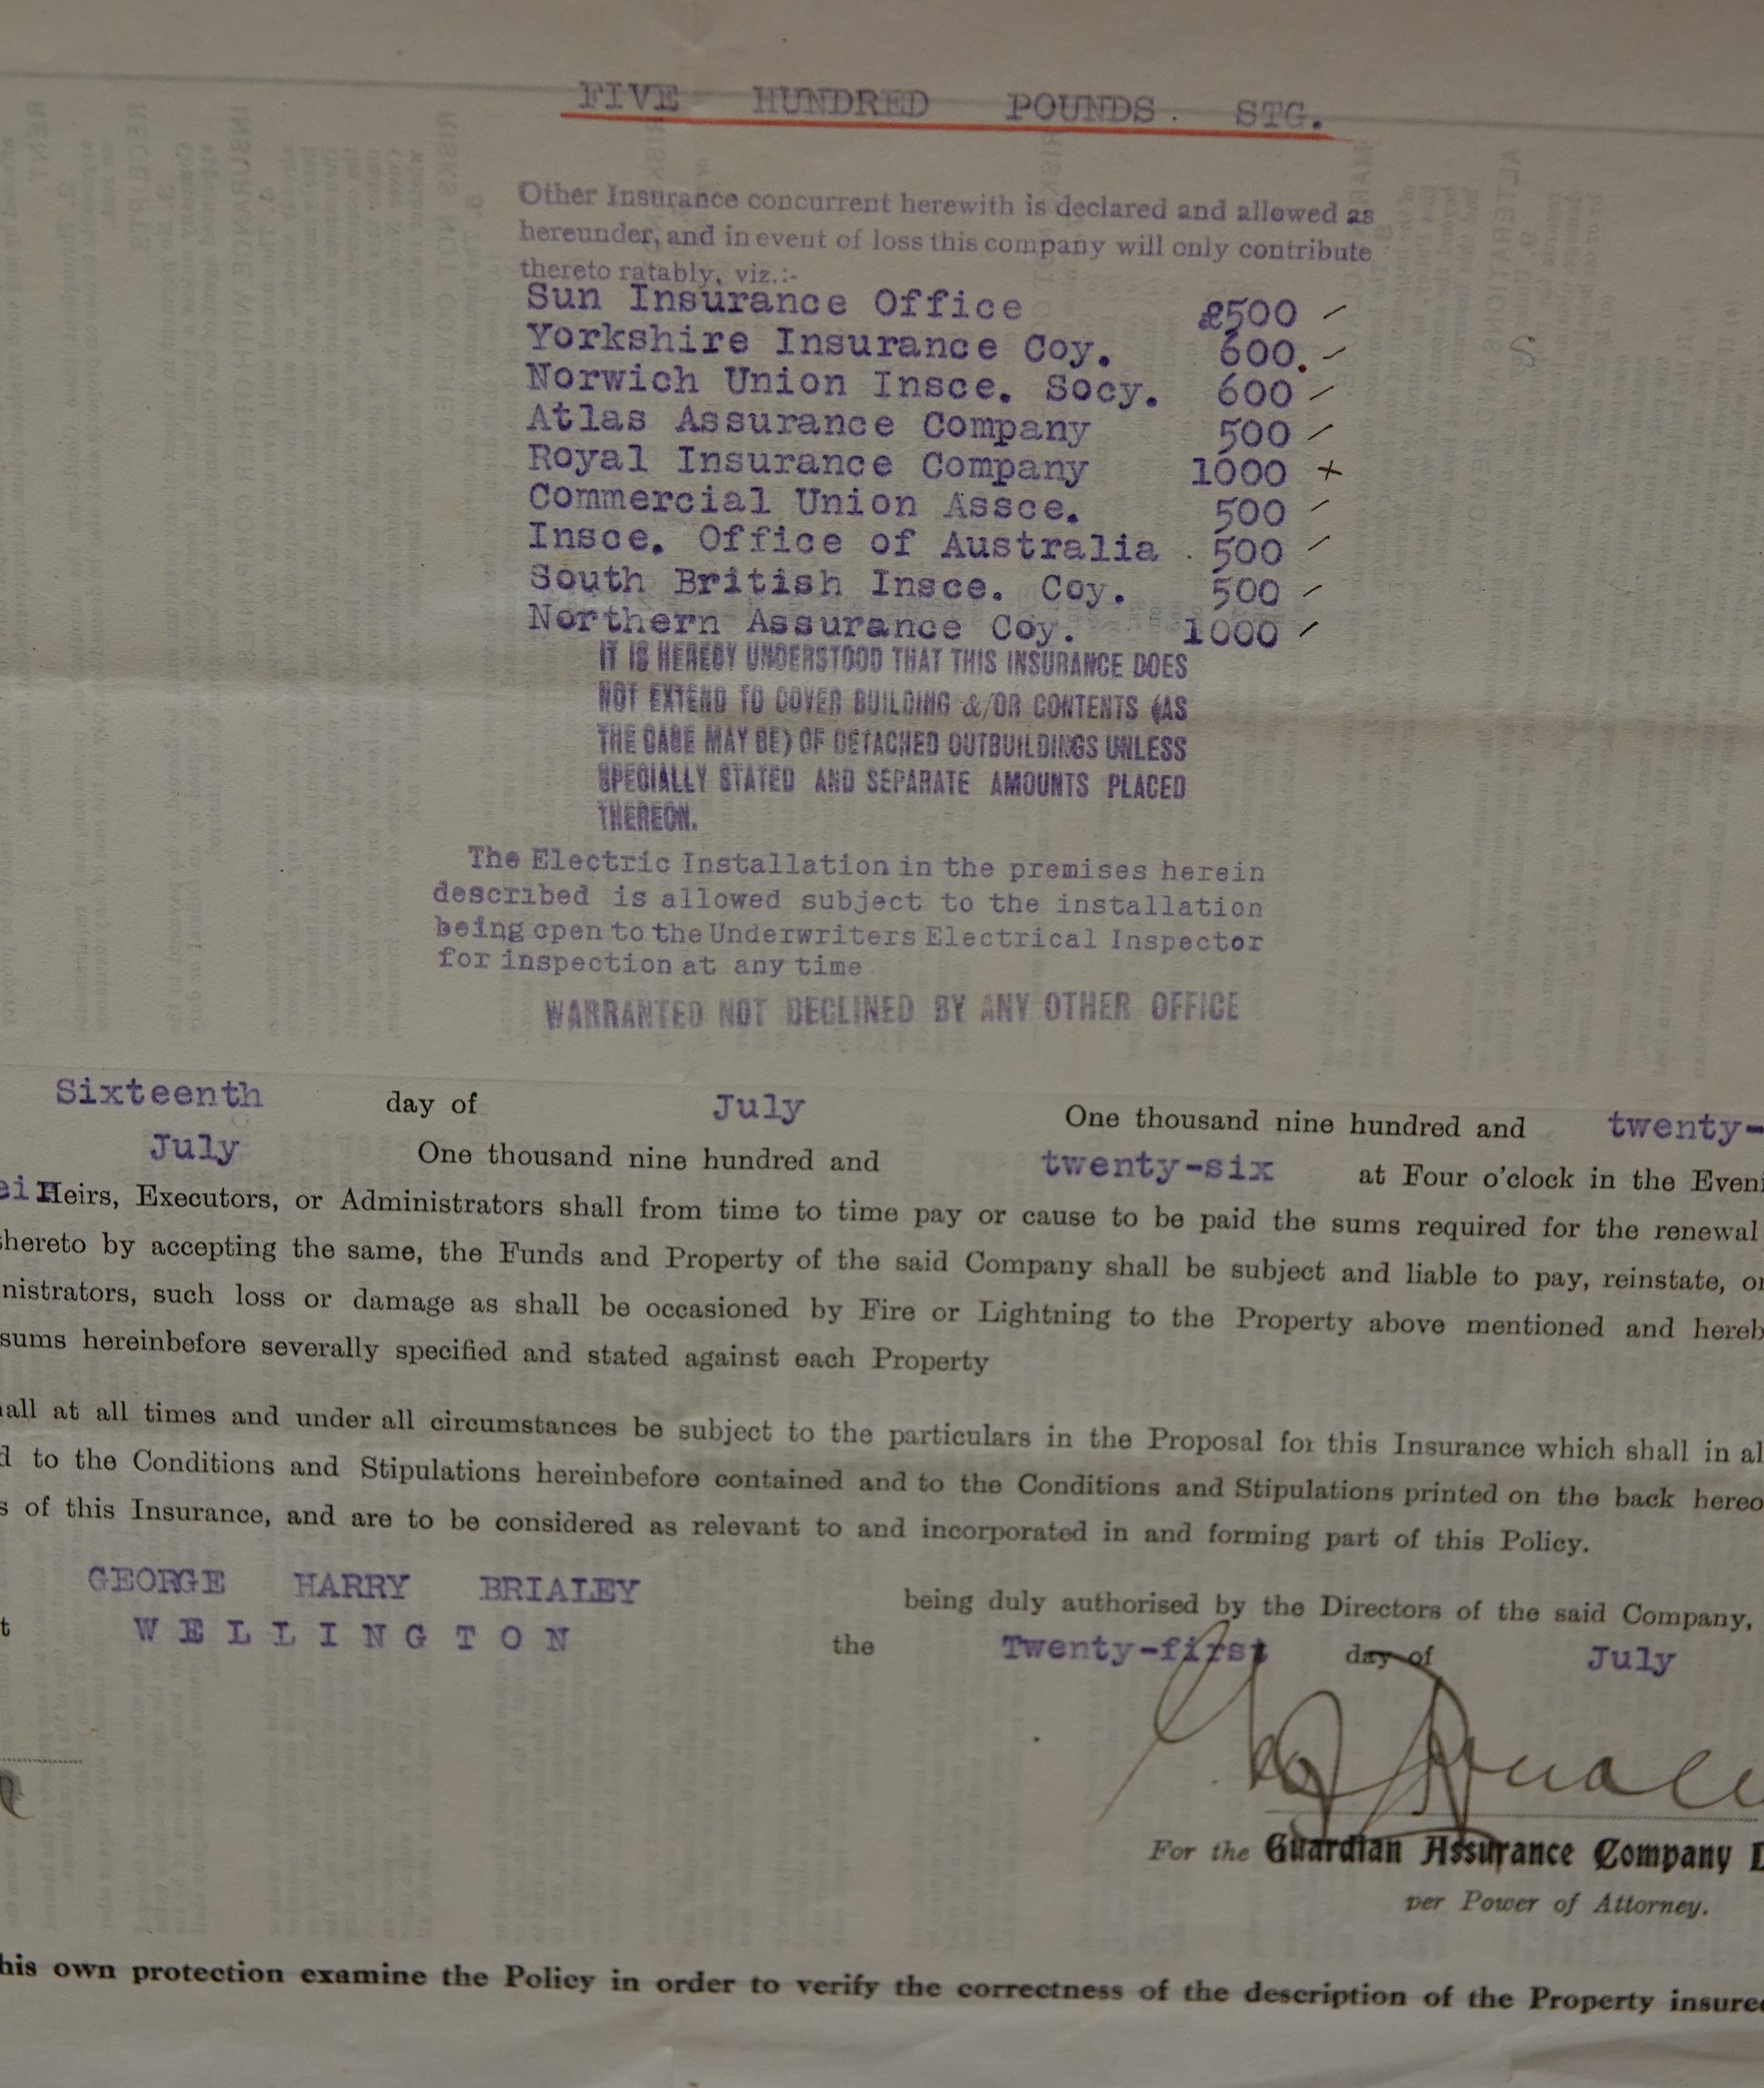 FIVE HUNDRED POUNDS. STG.
Other Insurance concurrent herewith is declared and allowed as
hereunder, and in event of loss this company will only contribute
thereto ratably, viz.:-
Sun Insurance Office £500
Yorkshire Insurance Coy. 600.
Norwich Union Insce. Socy. 600
Atlas Assurance Company 500
Royal Insurance Company 1000 +
Commercial Union Assce. 500
Insce. Office of Australia . 500
South British Insce. Coy. 500
Northern Assurance Coy. 1000
IT IS HEREBY UNDERSTOOD THAT THIS INSURANCE DOES
NOT EXTEND TO COVER BUILDING &/OR CONTENTS (AS
THE CASE MAY BE) OF DETACHED OUTBUILDINGS UNLESS
SPECIALLY STATED AND SEPARATE AMOUNTS PLACED
THEREON.
The Electric Installation in the premises herein
described is allowed subject to the installation
being open to the Underwriters Electrical Inspector
for inspection at any time
WARRANTED NOT DECLINED BY ANY OTHER OFFICE
Sixteenth day of July One thousand nine hundred and twenty-
July One thousand nine hundred and twenty-six at Four o'clock in the Eveni
ei Heirs, Executors, or Administrators shall from time to time pay or cause to be paid the sums required for the renewal
thereto by accepting the same, the Funds and Property of the said Company shall be subject and liable to pay, reinstate, or
nistrators, such loss or damage as shall be occasioned by Fire or Lightning to the Property above mentioned and hereb
sums hereinbefore severally specified and stated against each Property
all at all times and under all circumstances be subject to the particulars in the Proposal for this Insurance which shall in al
d to the Conditions and Stipulations hereinbefore contained and to the Conditions and Stipulations printed on the back hereo
s of this Insurance, and are to be considered as relevant to and incorporated in and forming part of this Policy.
GEORGE HARRY BRIALEY being duly authorised by the Directors of the said Company,
t WELLINGTON the Twenty-first day of July
For the Guardian Assurance Company L
per Power of Attorney.
his own protection examine the Policy in order to verify the correctness of the description of the Property insured